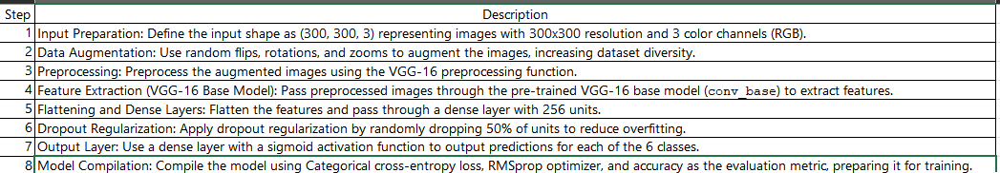 Step Description
1 Input Preparation: Define the input shape as (300, 300, 3) representing images with 300x300 resolution and 3 color channels (RGB).
2 Data Augmentation: Use random flips, rotations, and zooms to augment the images, increasing dataset diversity.
3 Preprocessing: Preprocess the augmented images using the VGG-16 preprocessing function.
4 Feature Extraction (VGG-16 Base Model): Pass preprocessed images through the pre-trained VGG-16 base model (conv_base) to extract features.
5 Flattening and Dense Layers: Flatten the features and pass through a dense layer with 256 units.
6 Dropout Regularization: Apply dropout regularization by randomly dropping 50% of units to reduce overfitting.
7 Output Layer: Use a dense layer with a sigmoid activation function to output predictions for each of the 6 classes.
8 Model Compilation: Compile the model using Categorical cross-entropy loss, RMSprop optimizer, and accuracy as the evaluation metric, preparing it for training.